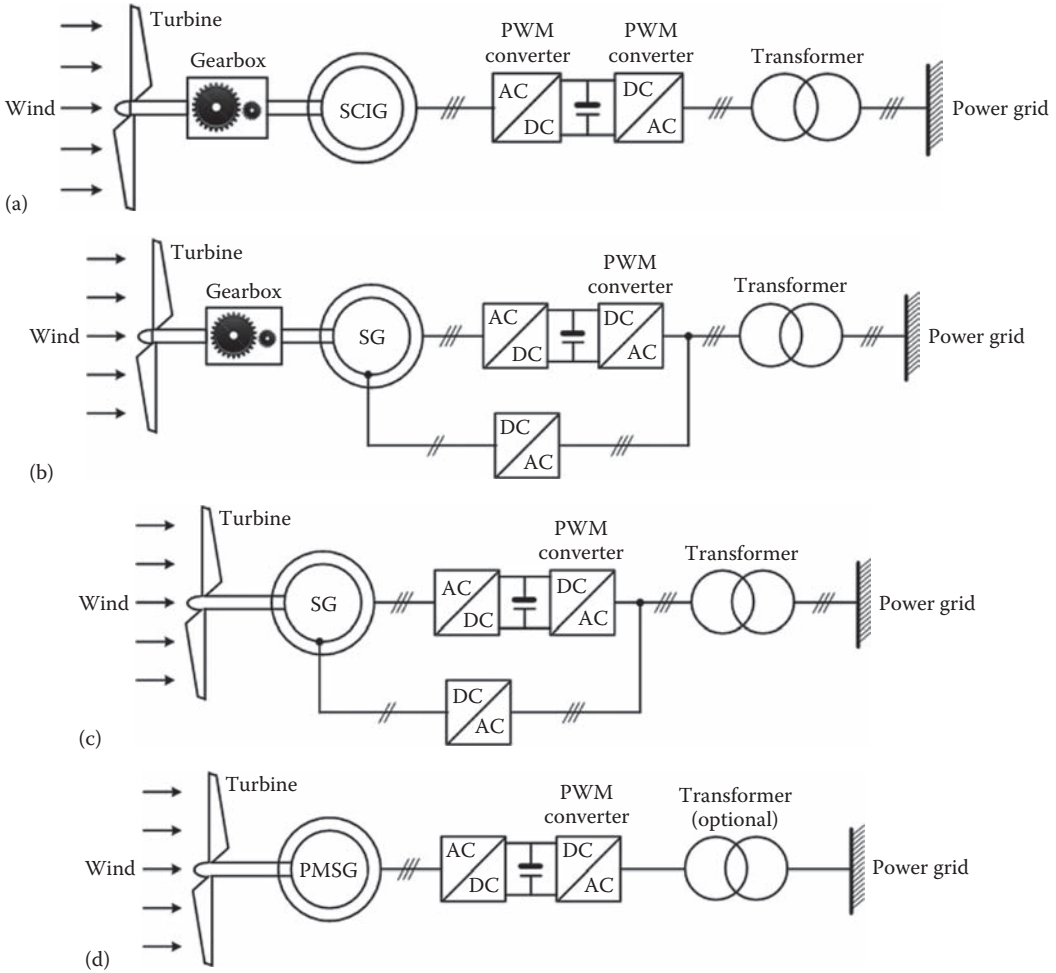 Turbine
PWM
converter
PWM
converter
Transformer
Gearbox
Wind
SCIG
AC
DC
DC
AC
Power grid
(a)
Turbine
PWM
converter
Transformer
Gearbox
Wind
SG
AC
DC
DC
AC
Power grid
DC
AC
(b)
Turbine
PWM
converter
Transformer
Wind
SG
AC
DC
DC
AC
Power grid
DC
AC
(c)
Turbine
PWM
converter
Transformer
(optional)
Wind
PMSG
AC
DC
DC
AC
Power grid
(d)